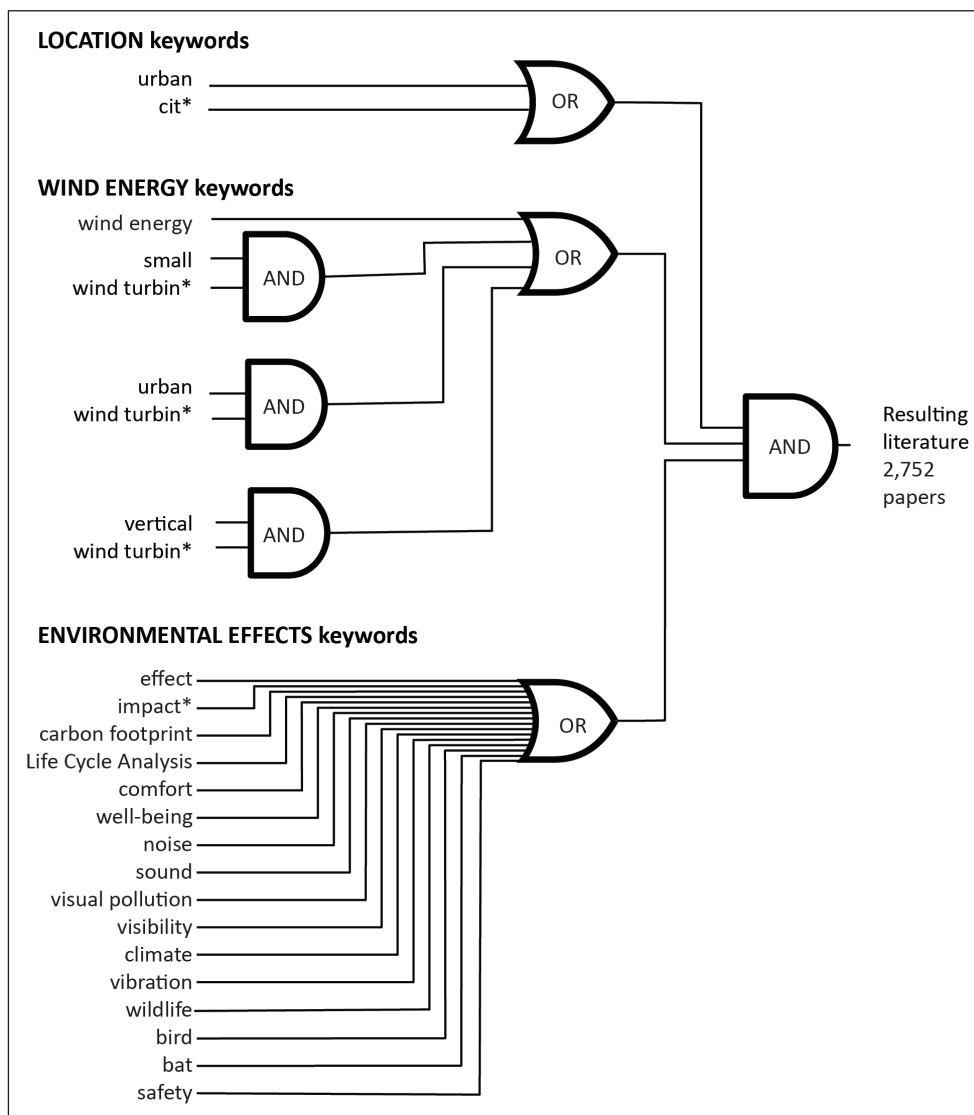 LOCATION keywords
urban
cit*
OR
WIND ENERGY keywords
wind energy
small
wind turbin*
AND
OR
urban
wind turbin*
AND
vertical
wind turbin*
AND
AND
Resulting
literature
2,752
papers
ENVIRONMENTAL EFFECTS keywords
effect
impact*
carbon footprint
Life Cycle Analysis
comfort
well-being
noise
sound
visual pollution
visibility
climate
vibration
wildlife
bird
bat
safety
OR